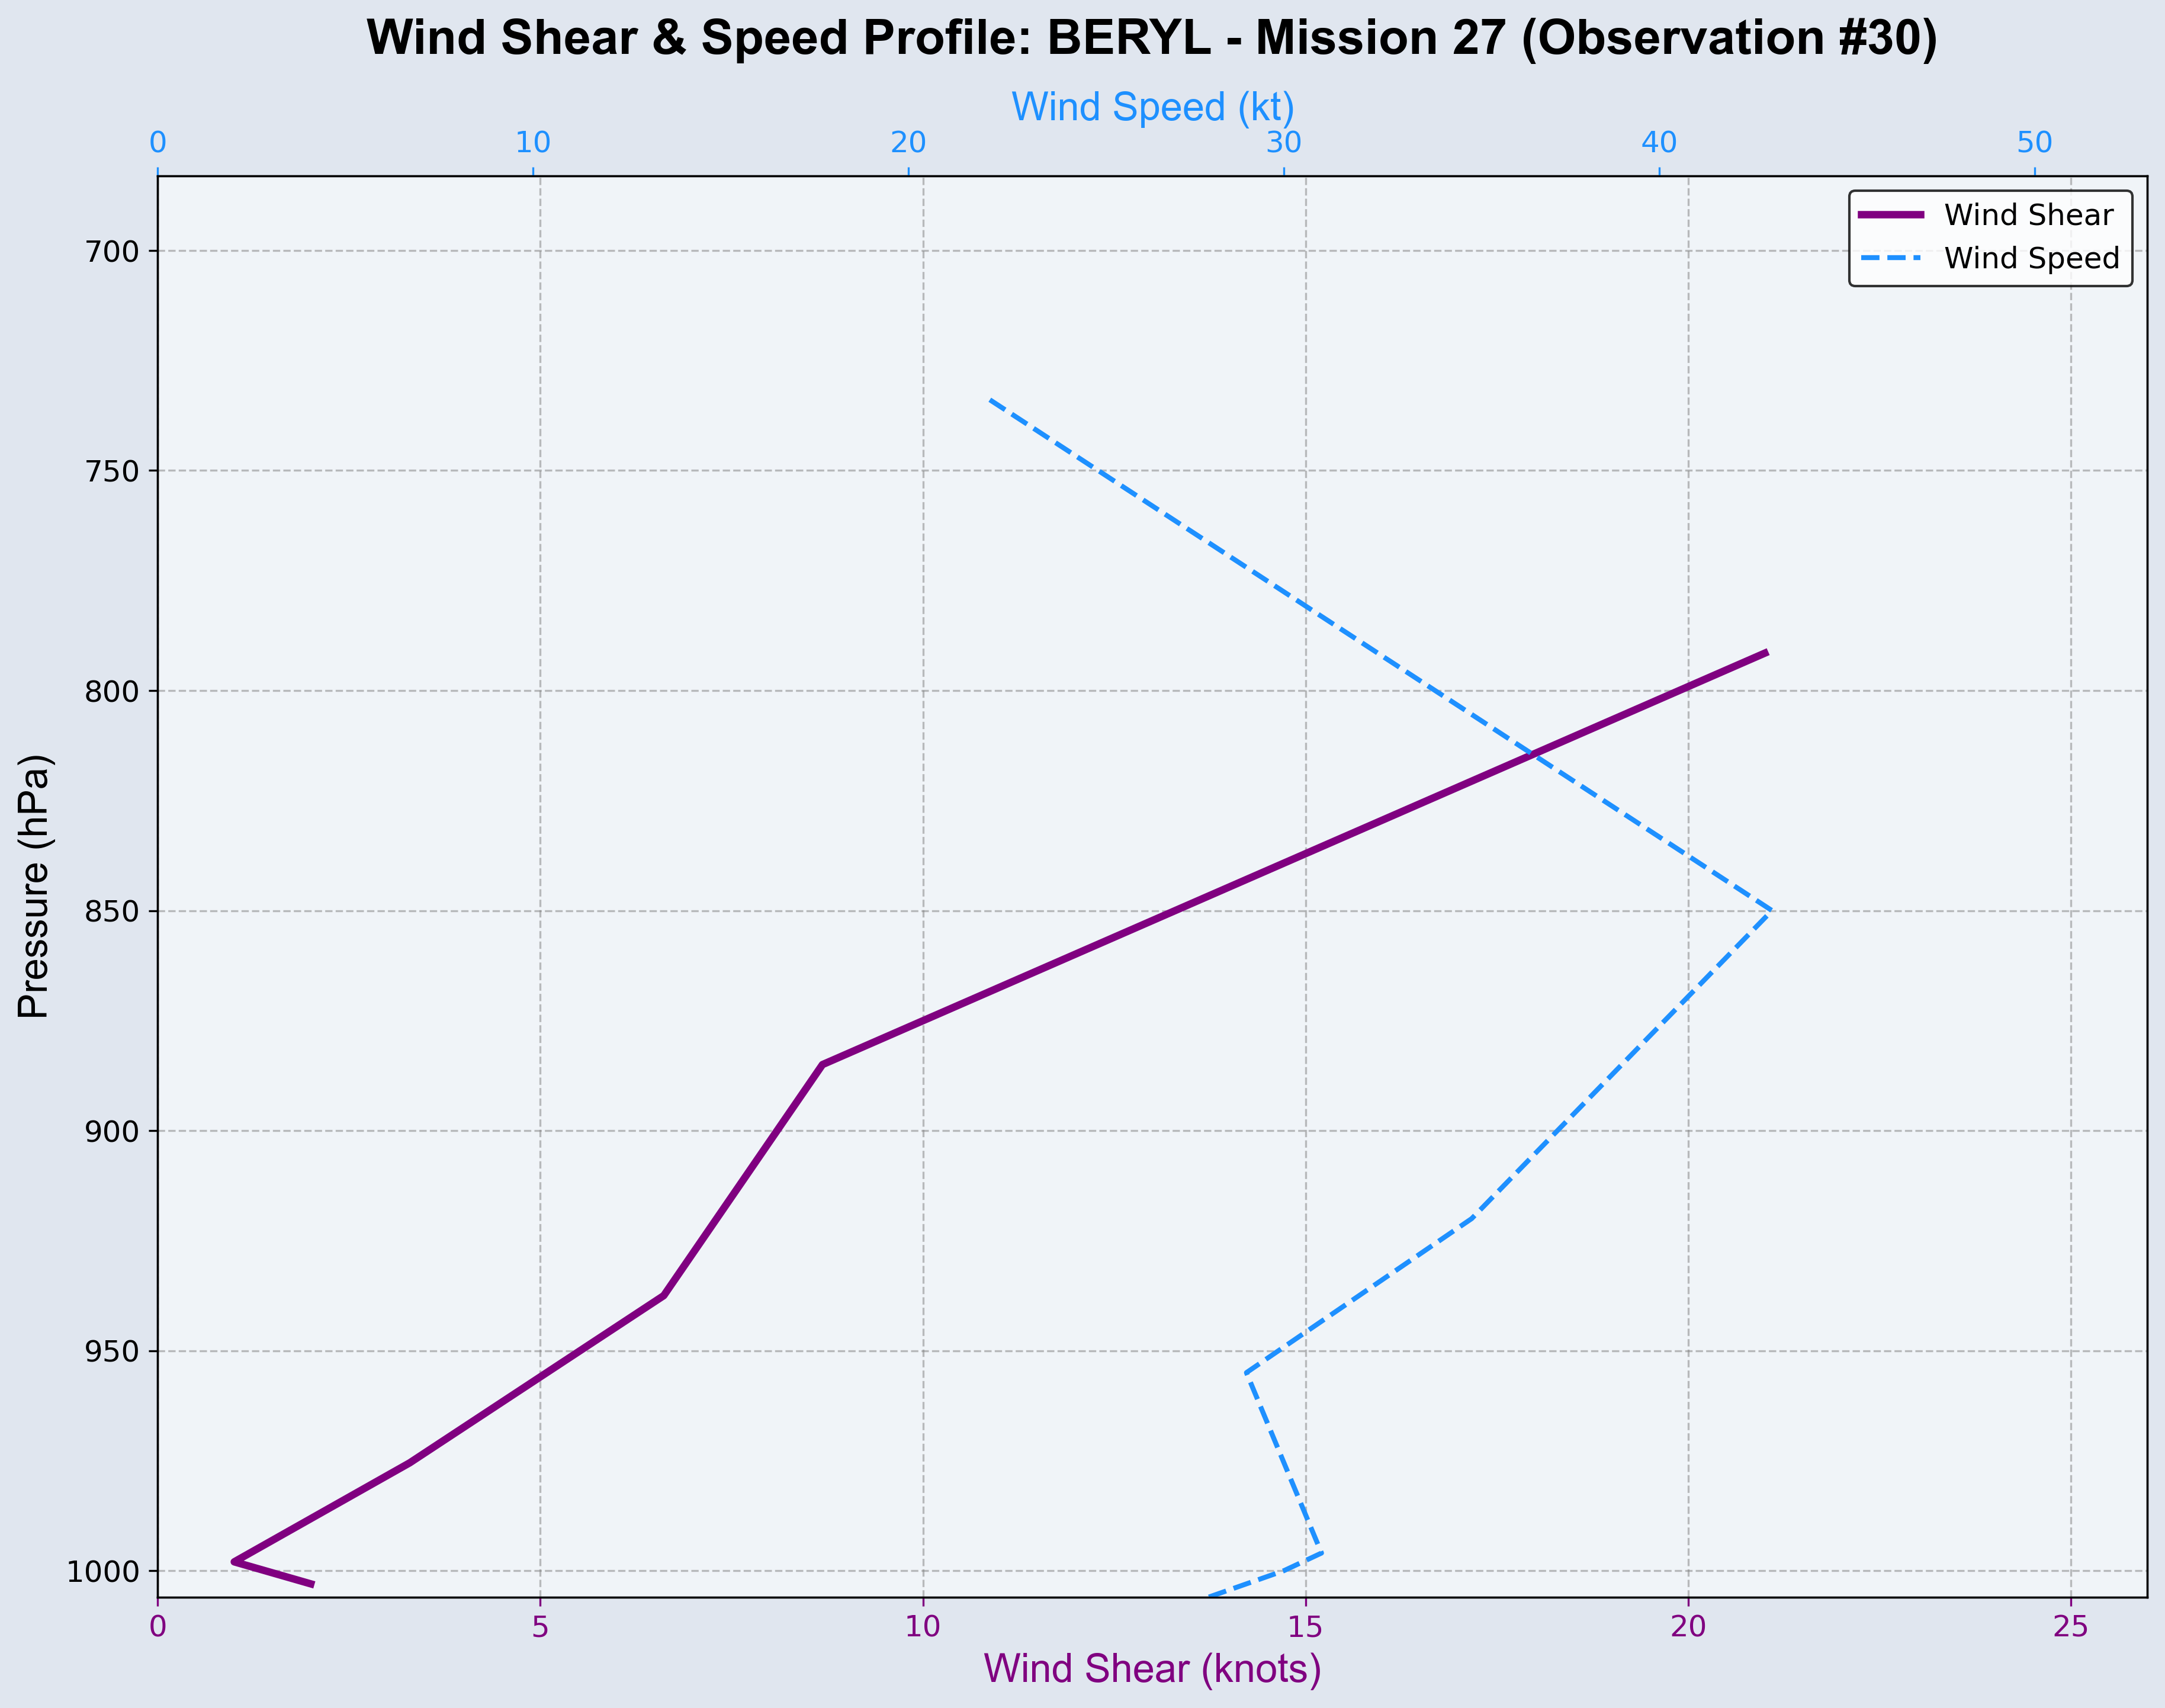 Wind Shear & Speed Profile: BERYL - Mission 27 (Observation #30)
Wind Speed (kt)
0 10 20 30 40 50
Wind Shear
Wind Speed
700
750
800
850
900
950
1000
Pressure (hPa)
0 5 10 15 20 25
Wind Shear (knots)